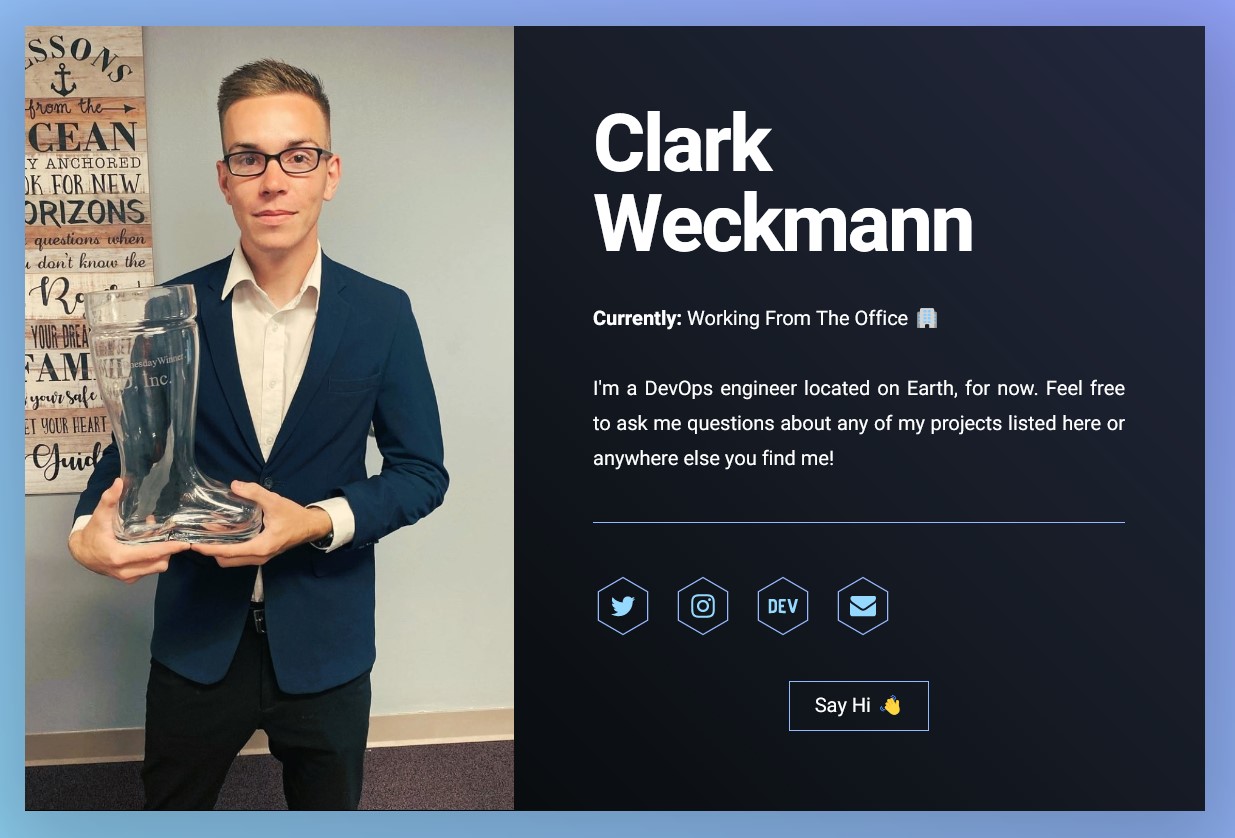 SSONS
from the
CEAN
Y ANCHORED
OK FOR NEW
ORIZONS
questions when
don't know the
YOUR DREA
FAM
your safe
ET YOUR HEART
Guid
nesdayWinner
D, Inc.
Clark
Weckmann
Currently: Working From The Office 🏢
I'm a DevOps engineer located on Earth, for now. Feel free
to ask me questions about any of my projects listed here or
anywhere else you find me!
DEV
Say Hi 👋